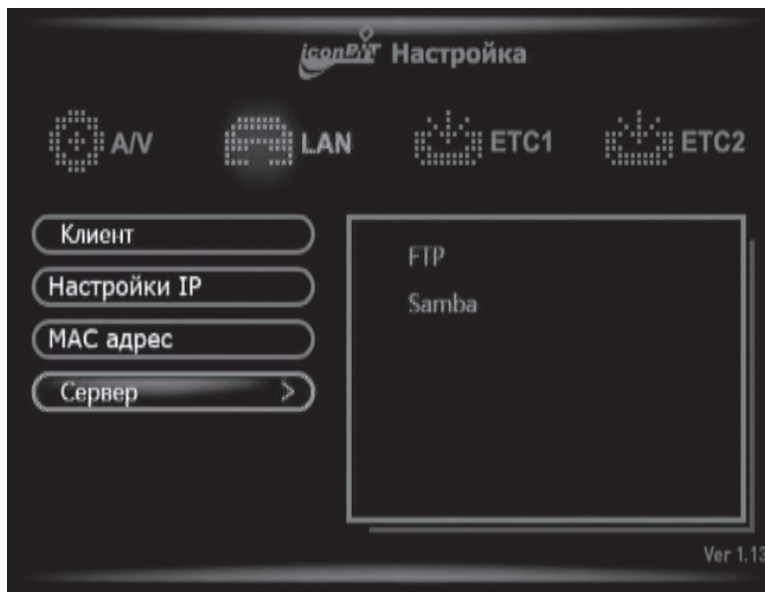 iconBIT Настройка
A/V LAN ETC1 ETC2
Клиент
Настройки IP
MAC адрес
Сервер >
FTP
Samba
Ver 1.13